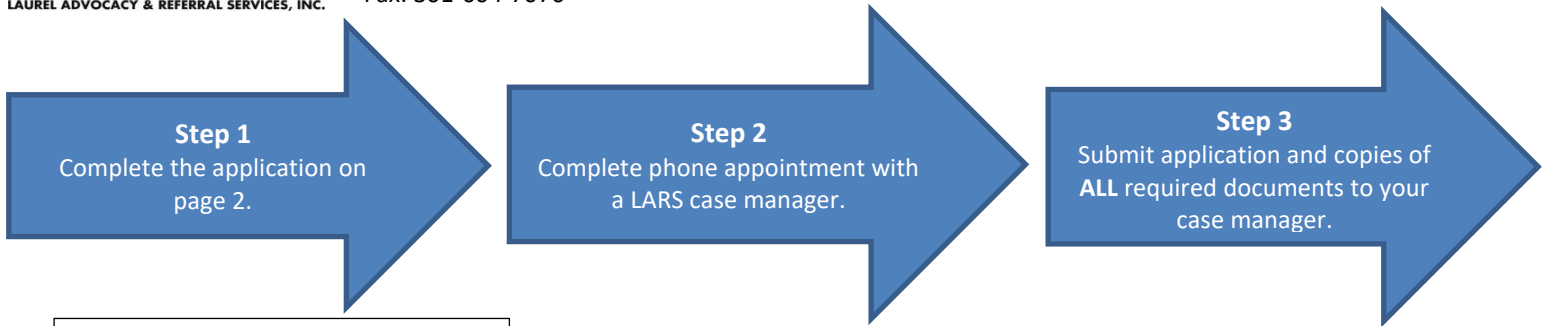 LAUREL ADVOCACY & REFERRAL SERVICES, INC.
Step 1
Complete the application on
page 2.
Step 2
Complete phone appointment with
a LARS case manager.
Step 3
Submit application and copies of
ALL required documents to your
case manager.